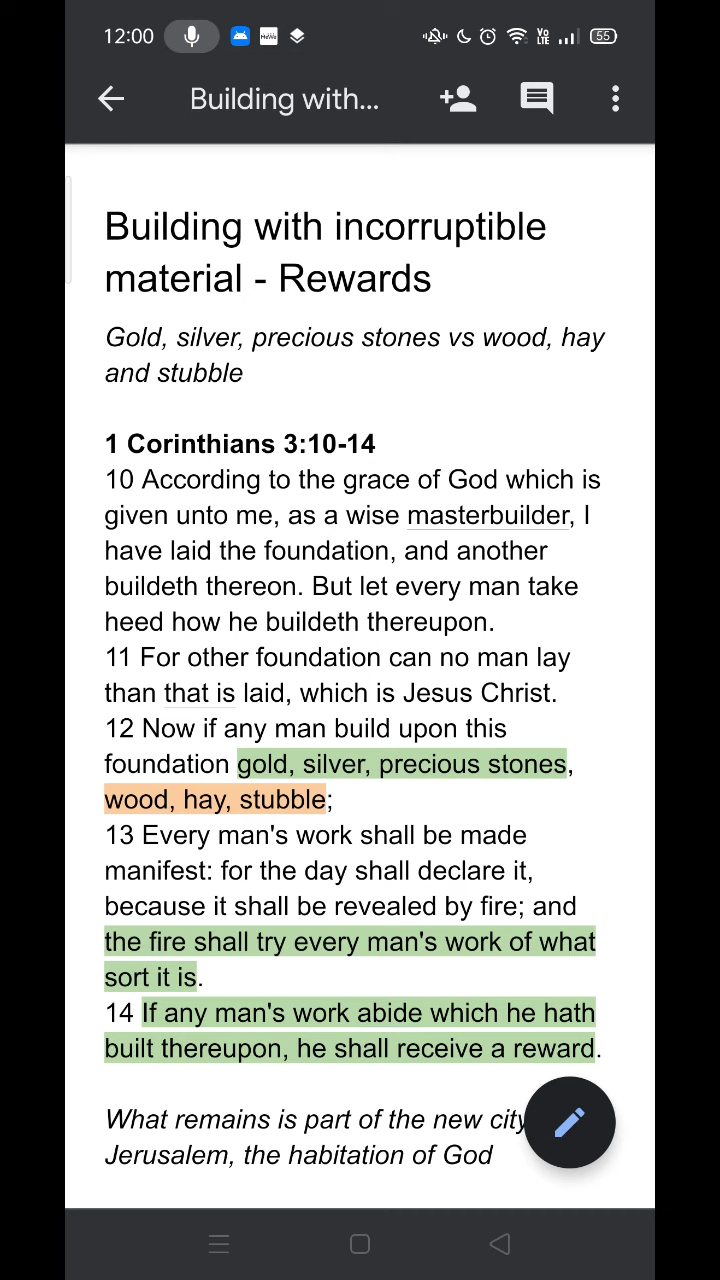 12:00
55
Building with...
Building with incorruptible
material - Rewards
Gold, silver, precious stones vs wood, hay
and stubble
1 Corinthians 3:10-14
10 According to the grace of God which is
given unto me, as a wise masterbuilder, I
have laid the foundation, and another
buildeth thereon. But let every man take
heed how he buildeth thereupon.
11 For other foundation can no man lay
than that is laid, which is Jesus Christ.
12 Now if any man build upon this
foundation gold, silver, precious stones,
wood, hay, stubble;
13 Every man's work shall be made
manifest: for the day shall declare it,
because it shall be revealed by fire; and
the fire shall try every man's work of what
sort it is.
14 If any man's work abide which he hath
built thereupon, he shall receive a reward.
What remains is part of the new city
Jerusalem, the habitation of God